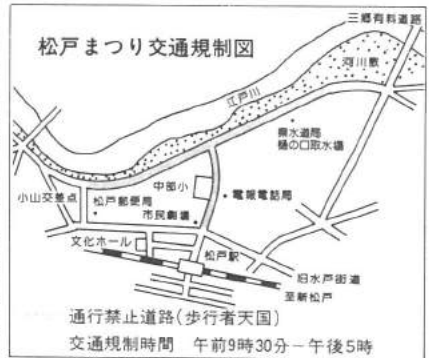 三郷有料道路
松戸まつり交通規制図
河川敷
江戸川
県水道局
樋の口取水場
中部小
小山交差点
松戸郵便局
電報電話局
市民劇場
文化ホール
松戸駅
旧水戸街道
至新松戸
通行禁止道路(歩行者天国)
交通規制時間 午前9時30分-午後5時